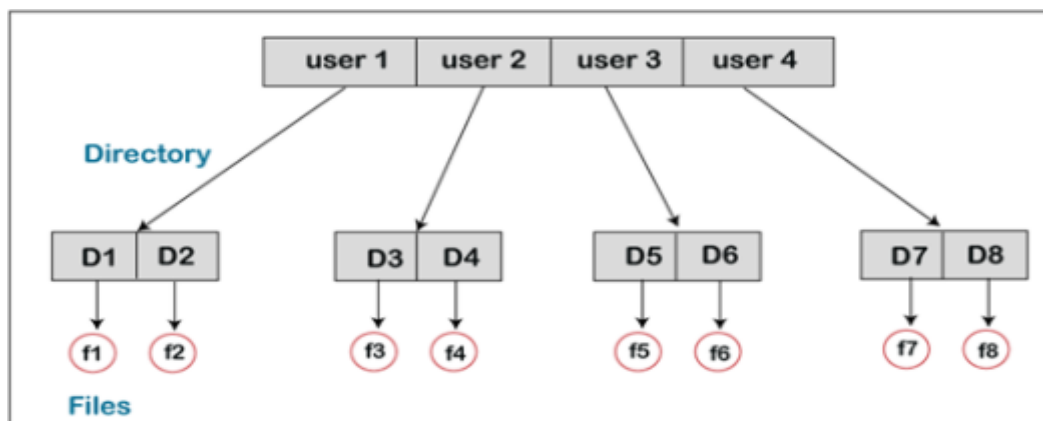 user 1 user 2 user 3 user 4
Directory
D1 D2 D3 D4 D5 D6 D7 D8
f1 f2 f3 f4 f5 f6 f7 f8
Files